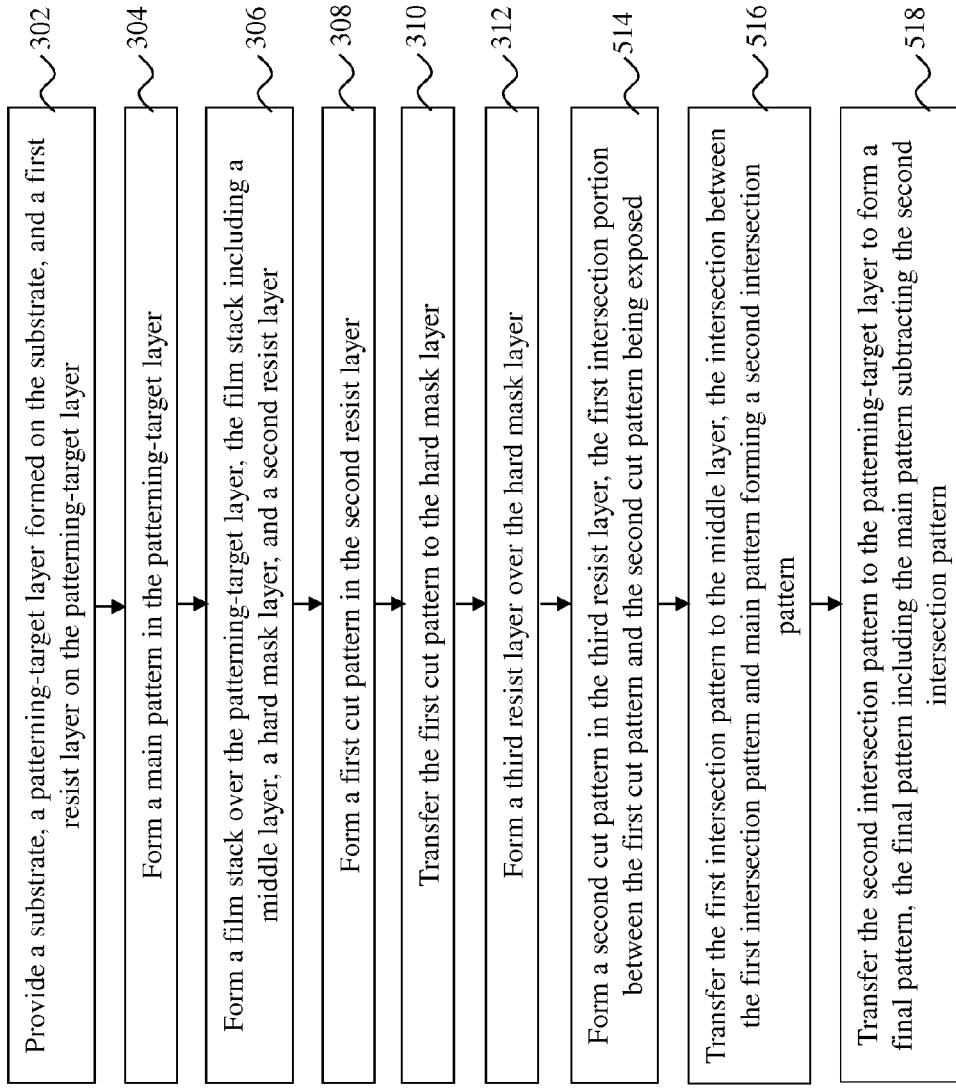 Provide a substrate, a patterning-target layer formed on the substrate, and a first
resist layer on the patterning-target layer
302
Form a main pattern in the patterning-target layer
304
Form a film stack over the patterning-target layer, the film stack including a
middle layer, a hard mask layer, and a second resist layer
306
Form a first cut pattern in the second resist layer
308
Transfer the first cut pattern to the hard mask layer
310
Form a third resist layer over the hard mask layer
312
Form a second cut pattern in the third resist layer, the first intersection portion
between the first cut pattern and the second cut pattern being exposed
514
Transfer the first intersection pattern to the middle layer, the intersection between
the first intersection pattern and main pattern forming a second intersection
pattern
516
Transfer the second intersection pattern to the patterning-target layer to form a
final pattern, the final pattern including the main pattern subtracting the second
intersection pattern
518